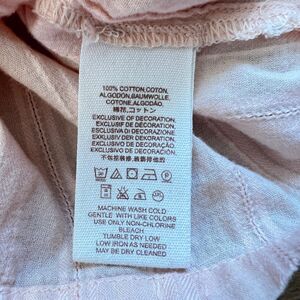 100% COTTON,COTON,
ALGODÓN,BAUMWOLLE,
COTONE,ALGODÃO,
棉花,コットン
EXCLUSIVE OF DECORATION
EXCLUSIF DE DÉCORATION
ESCLUSIVA DI DECORAZIONE
EXKLUSIV DER DEKORATION
EXCLUSIVO DE DECORAÇÃO
EXCLUSIVO DE DECORACIÓN
MACHINE WASH COLD
GENTLE WITH LIKE COLORS
USE ONLY NON-CHLORINE
BLEACH
TUMBLE DRY LOW
LOW IRON AS NEEDED
MAY BE DRY CLEANED